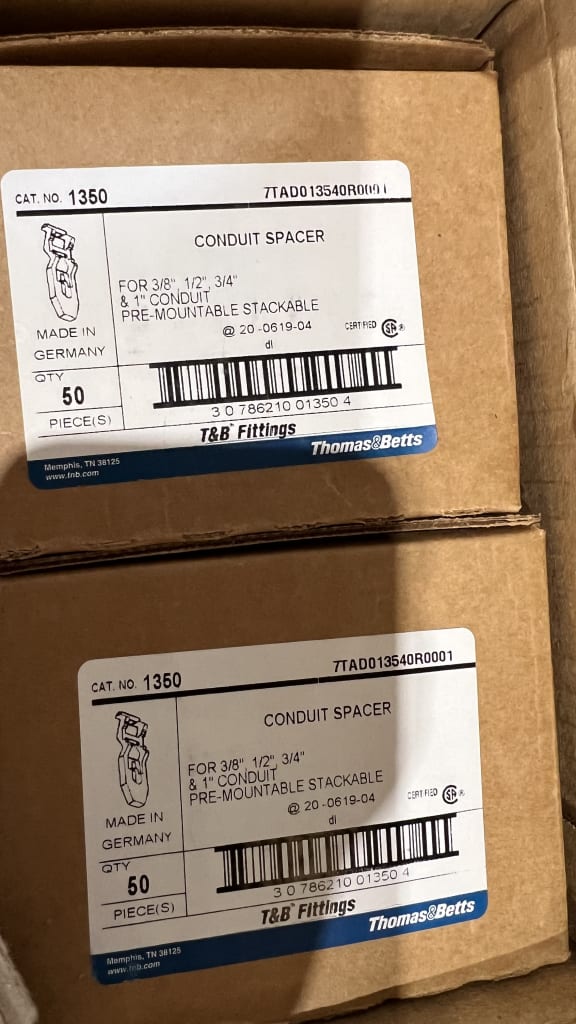 CAT. NO. 1350 7TAD013540R0001
CONDUIT SPACER
FOR 3/8", 1/2", 3/4"
& 1" CONDUIT
PRE-MOUNTABLE STACKABLE
@ 20-0619-04 CERTIFIED SA ®
dl
MADE IN
GERMANY
QTY
50
PIECE(S)
3 0 786210 01350 4
T&B® Fittings
Thomas&Betts
Memphis, TN 38125
www.tnb.com
CAT. NO. 1350 7TAD013540R0001
CONDUIT SPACER
FOR 3/8", 1/2", 3/4"
& 1" CONDUIT
PRE-MOUNTABLE STACKABLE
@ 20-0619-04 CERTIFIED SA ®
dl
MADE IN
GERMANY
QTY
50
PIECE(S)
3 0 786210 01350 4
T&B® Fittings
Thomas&Betts
Memphis, TN 38125
www.tnb.com